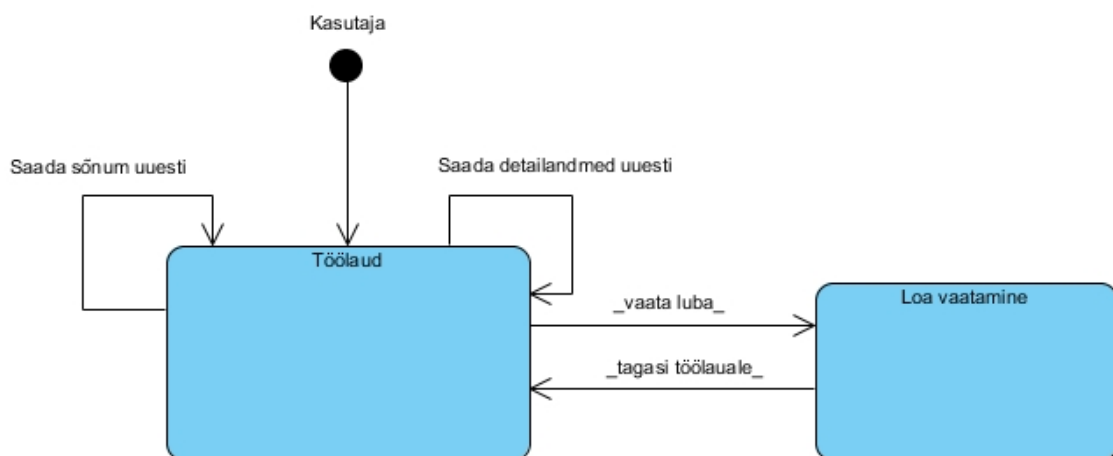 Kasutaja
Saada sõnum uuesti
Saada detailandmed uuesti
Töölaud
Loa vaatamine
_vaata luba_
_tagasi töölauale_